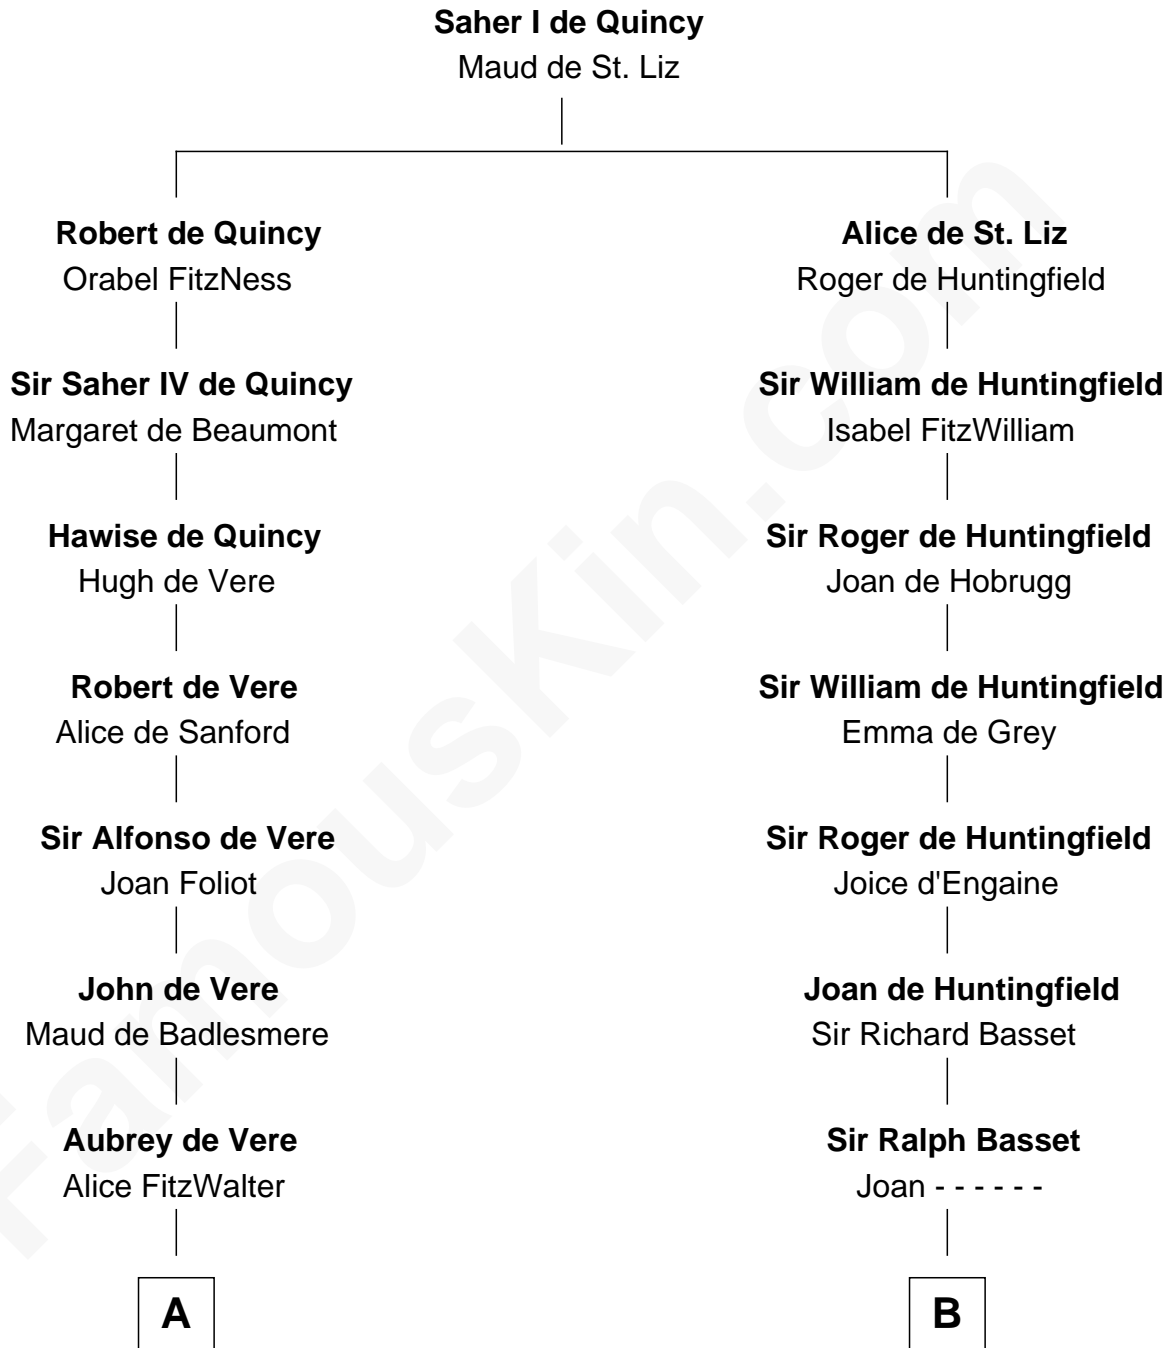 Saher I de Quincy
Maud de St. Liz
Robert de Quincy
Orabel FitzNess
Alice de St. Liz
Roger de Huntingfield
Sir Saher IV de Quincy
Margaret de Beaumont
Sir William de Huntingfield
Isabel FitzWilliam
Hawise de Quincy
Hugh de Vere
Sir Roger de Huntingfield
Joan de Hobrugg
Robert de Vere
Alice de Sanford
Sir William de Huntingfield
Emma de Grey
Sir Alfonso de Vere
Joan Foliot
Sir Roger de Huntingfield
Joice d'Engaine
John de Vere
Maud de Badlesmere
Joan de Huntingfield
Sir Richard Basset
Aubrey de Vere
Alice FitzWalter
Sir Ralph Basset
Joan - - - - - -
A
B
FamousKin.com